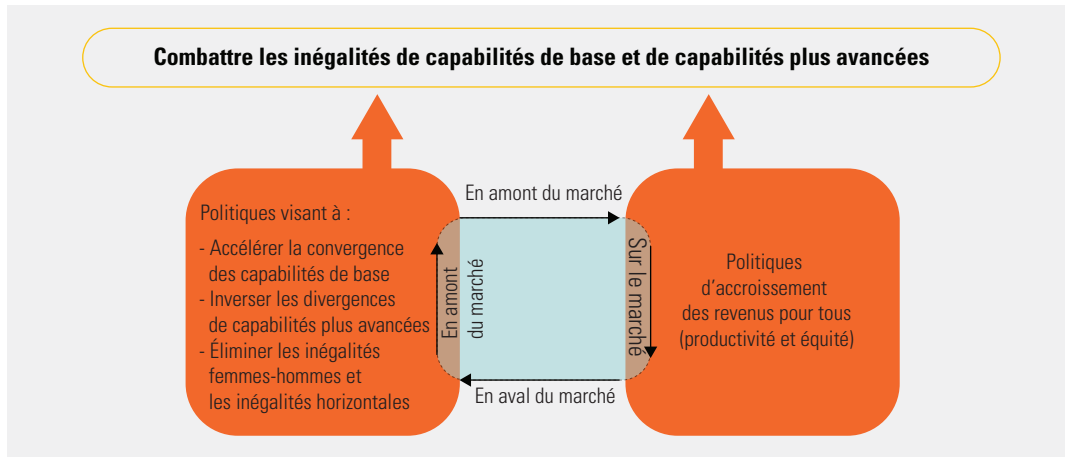 Combattre les inégalités de capabilités de base et de capabilités plus avancées
Politiques visant à :
- Accélérer la convergence
des capabilités de base
- Inverser les divergences
de capabilités plus avancées
- Éliminer les inégalités
femmes-hommes et
les inégalités horizontales
En amont du marché
En amont
du marché
Sur le marché
En aval du marché
Politiques
d’accroissement
des revenus pour tous
(productivité et équité)